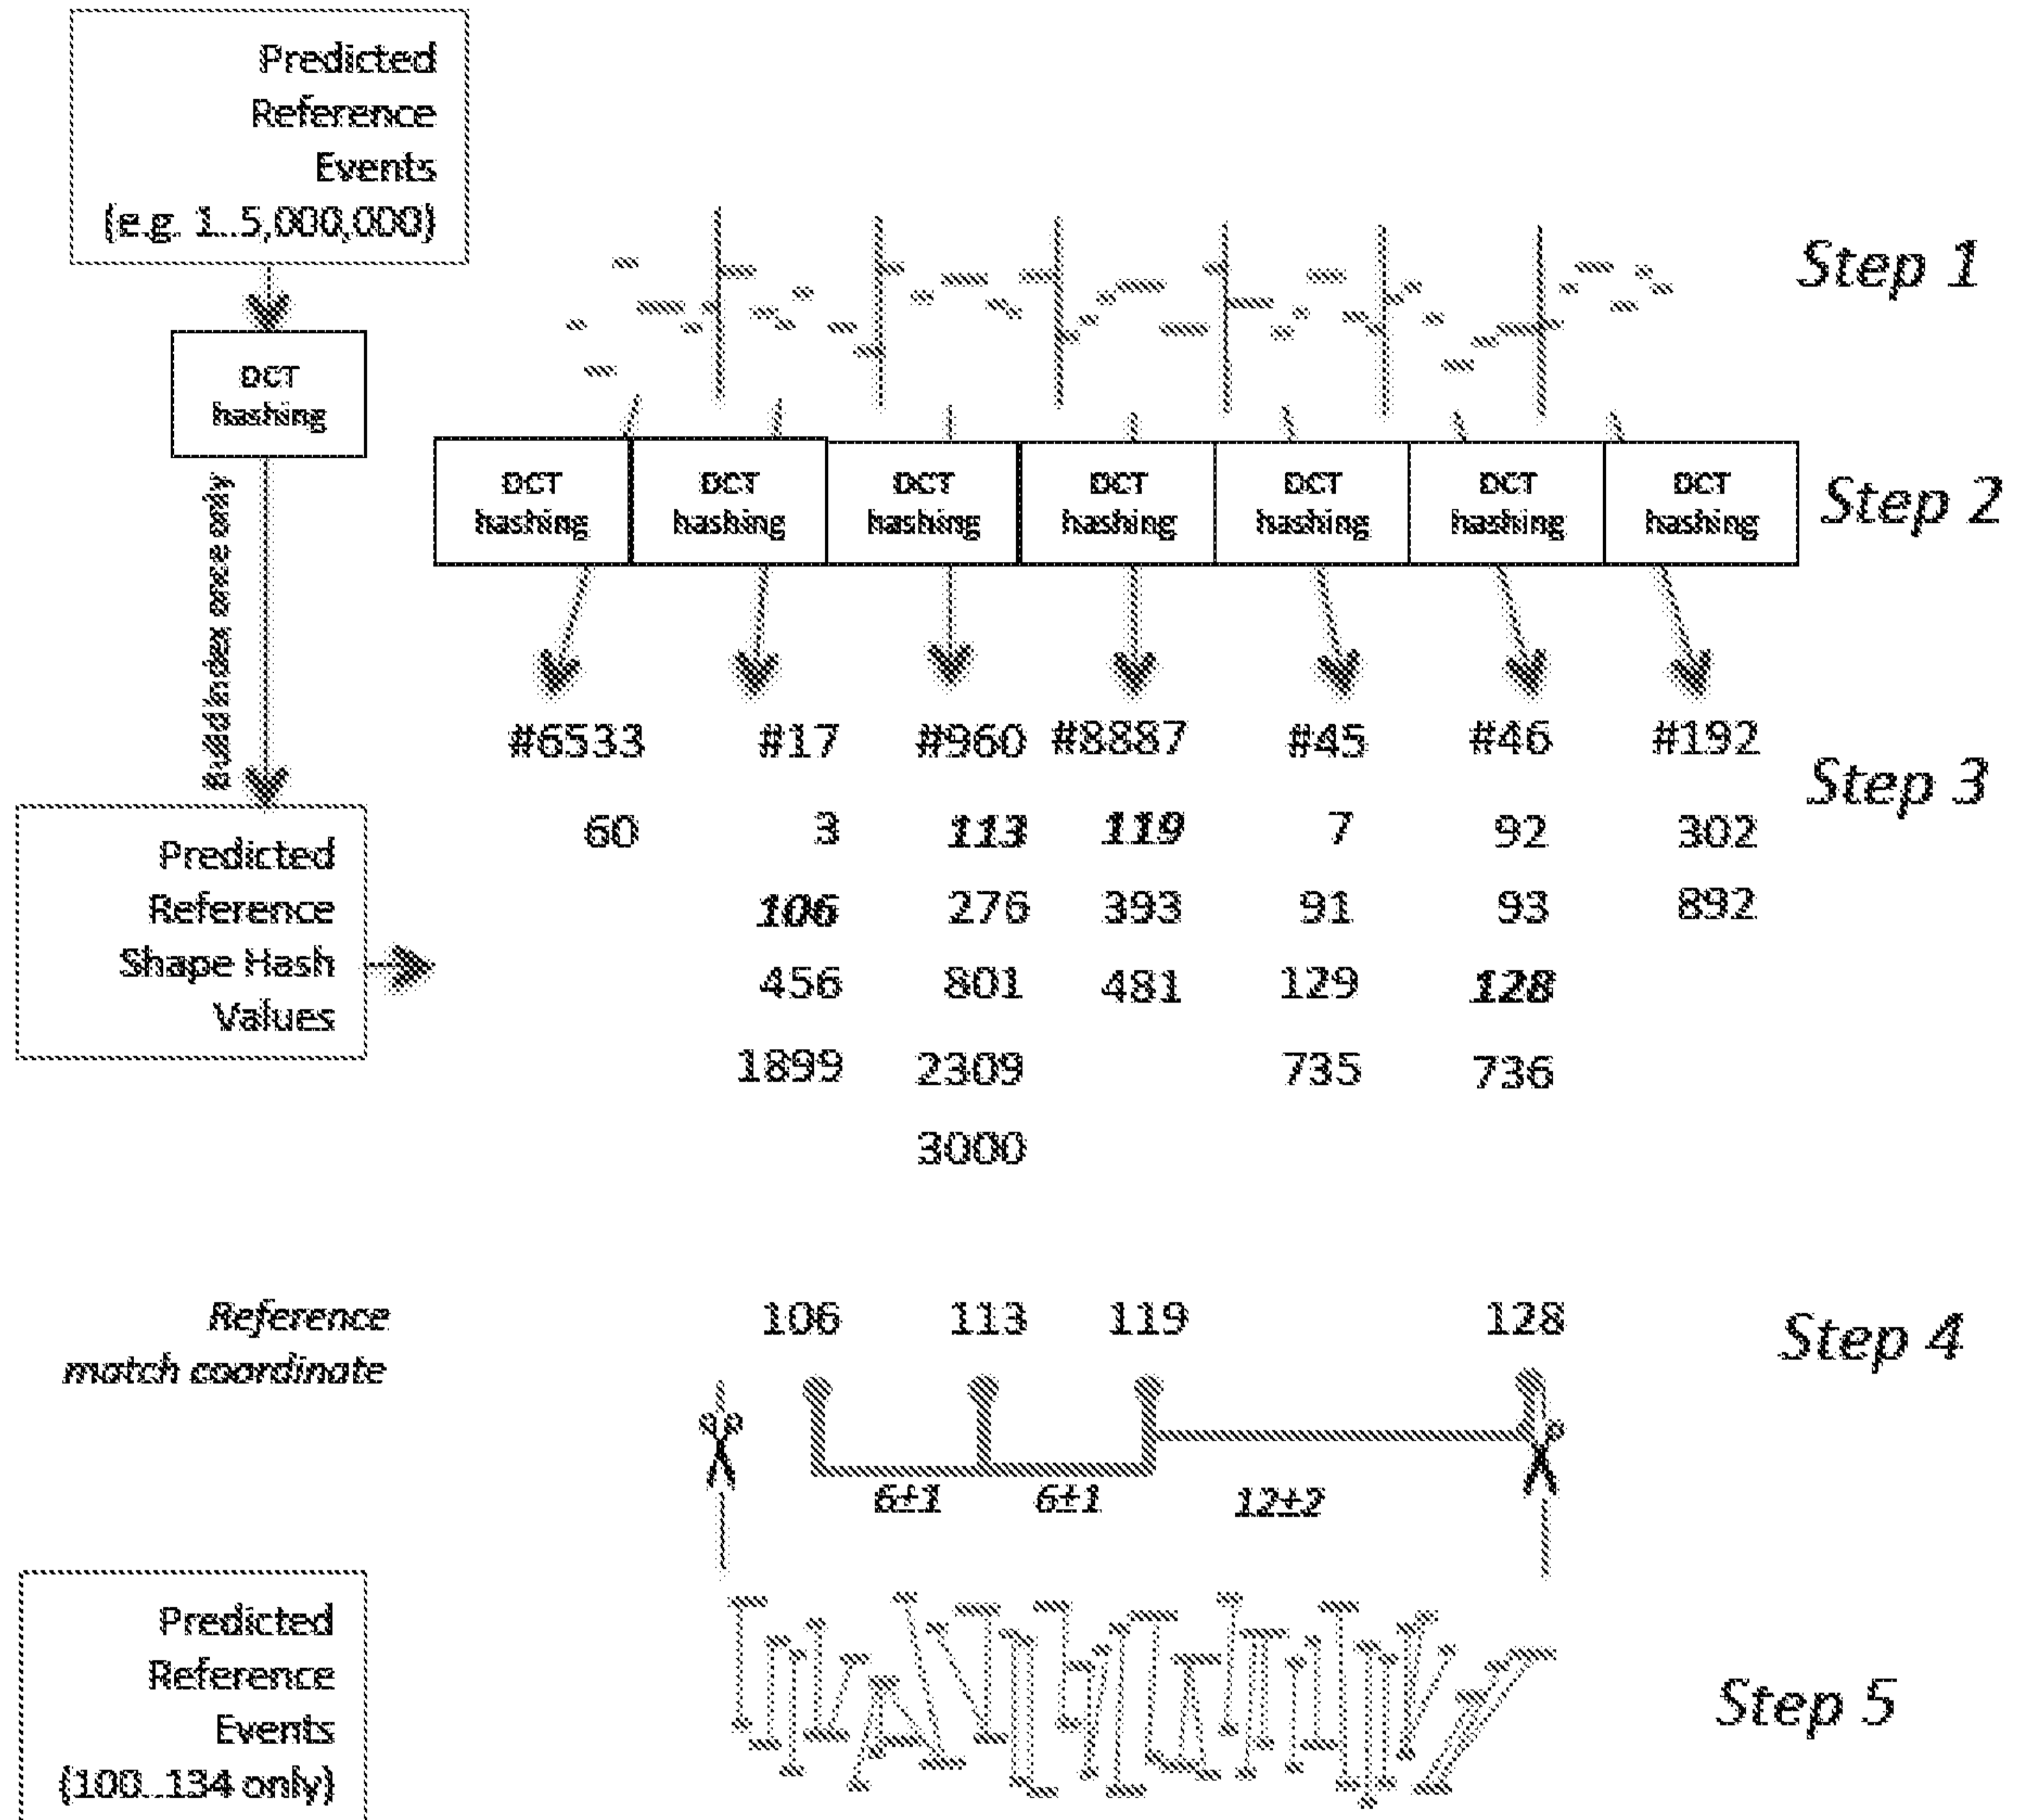 Predicted
Reference
Events
(e.g. 1..5,000,000)
Step 1
DCT
hashing
Build index once only
DCT
hashing
DCT
hashing
DCT
hashing
DCT
hashing
DCT
hashing
DCT
hashing
DCT
hashing
Step 2
#6533 #17 #960 #8887 #45 #46 #192
Step 3
60 3 113 119 7 92 302
106 276 393 91 93 892
456 801 481 129 128
1899 2309 735 736
3000
Predicted
Reference
Shape Hash
Values
Reference
match coordinate
106 113 119 128
Step 4
6±1 6±1 12±2
Predicted
Reference
Events
(100..134 only)
Step 5